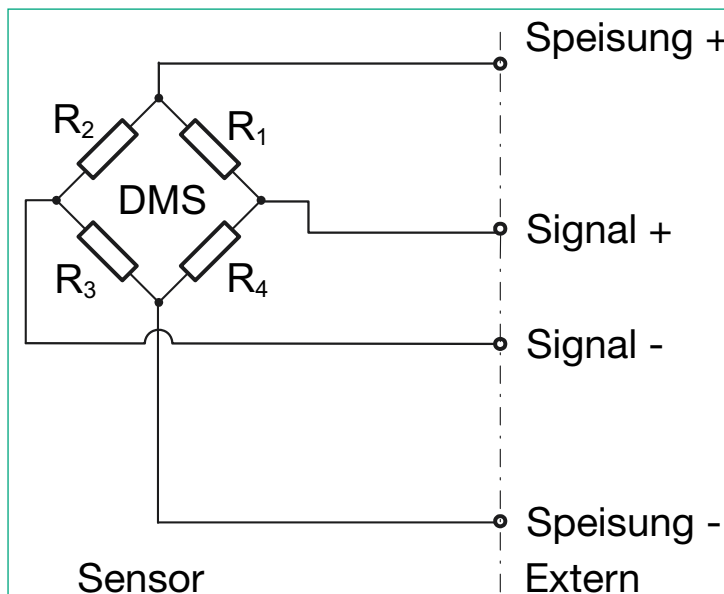 Speisung +
R₂
R₁
DMS
Signal +
R₃
R₄
Signal -
Speisung -
Sensor
Extern